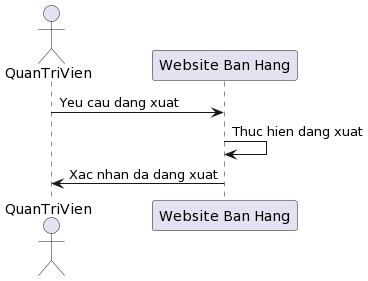 QuanTriVien
Website Ban Hang
Yeu cau dang xuat
Thuc hien dang xuat
Xac nhan da dang xuat
QuanTriVien
Website Ban Hang